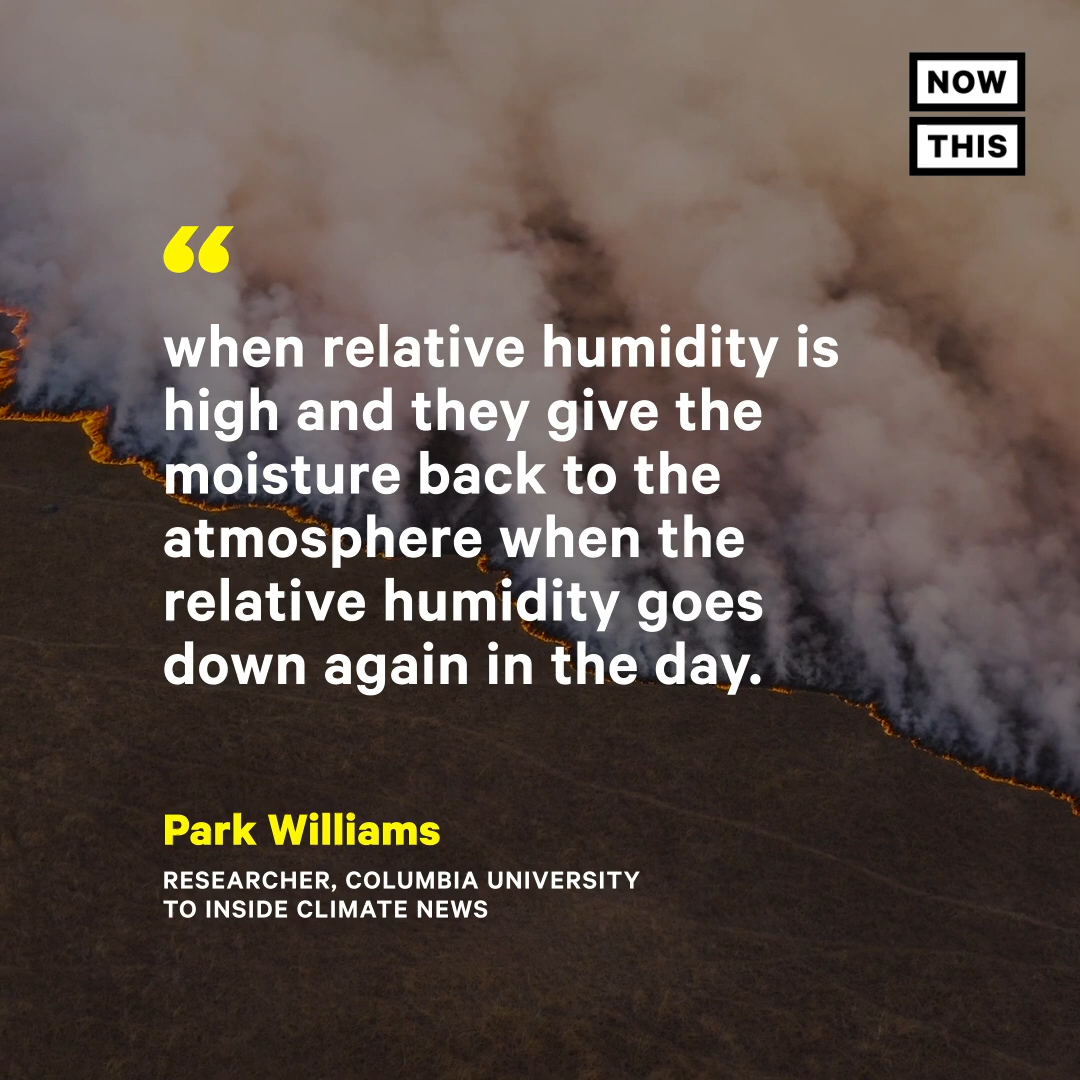 NOW
THIS
“
when relative humidity is
high and they give the
moisture back to the
atmosphere when the
relative humidity goes
down again in the day.
Park Williams
RESEARCHER, COLUMBIA UNIVERSITY
TO INSIDE CLIMATE NEWS